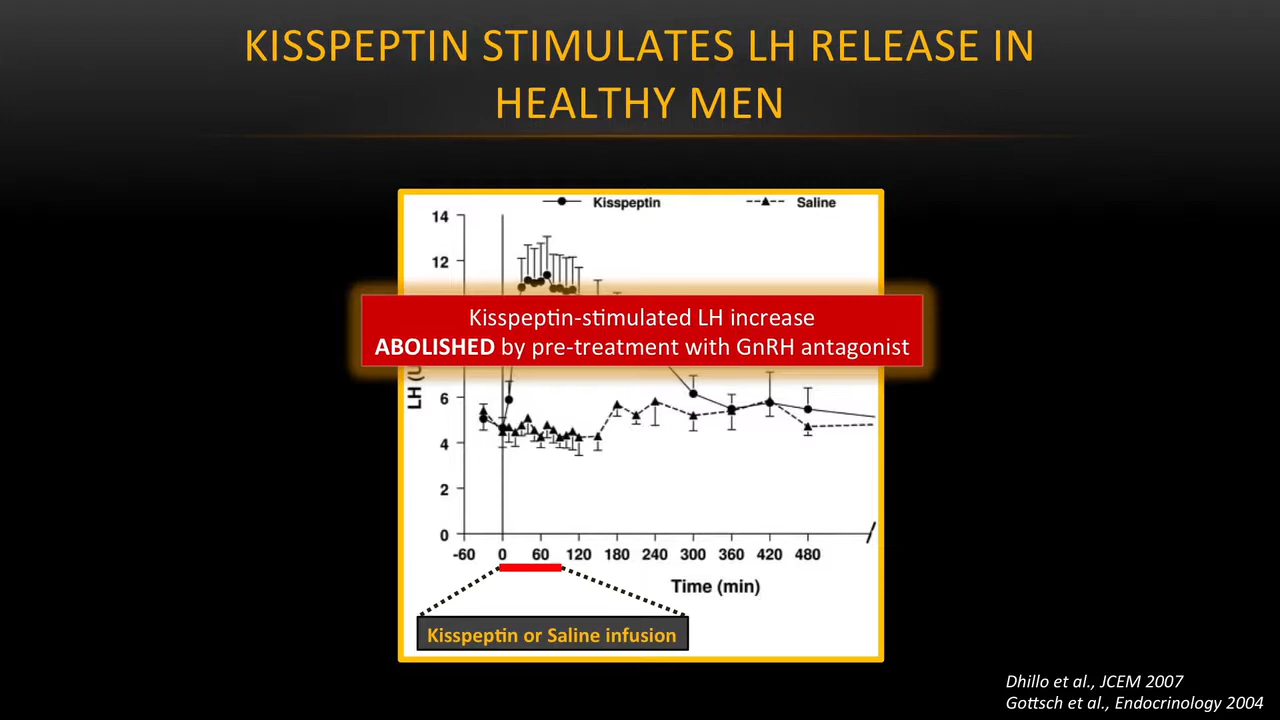 KISSPEPTIN STIMULATES LH RELEASE IN
HEALTHY MEN
Kisspeptin
Saline
14
12
Kisspeptin-stimulated LH increase
ABOLISHED by pre-treatment with GnRH antagonist
LH (U
6
4
2
0
-60 0 60 120 180 240 300 360 420 480
Time (min)
Kisspeptin or Saline infusion
Dhillo et al., JCEM 2007
Gottsch et al., Endocrinology 2004